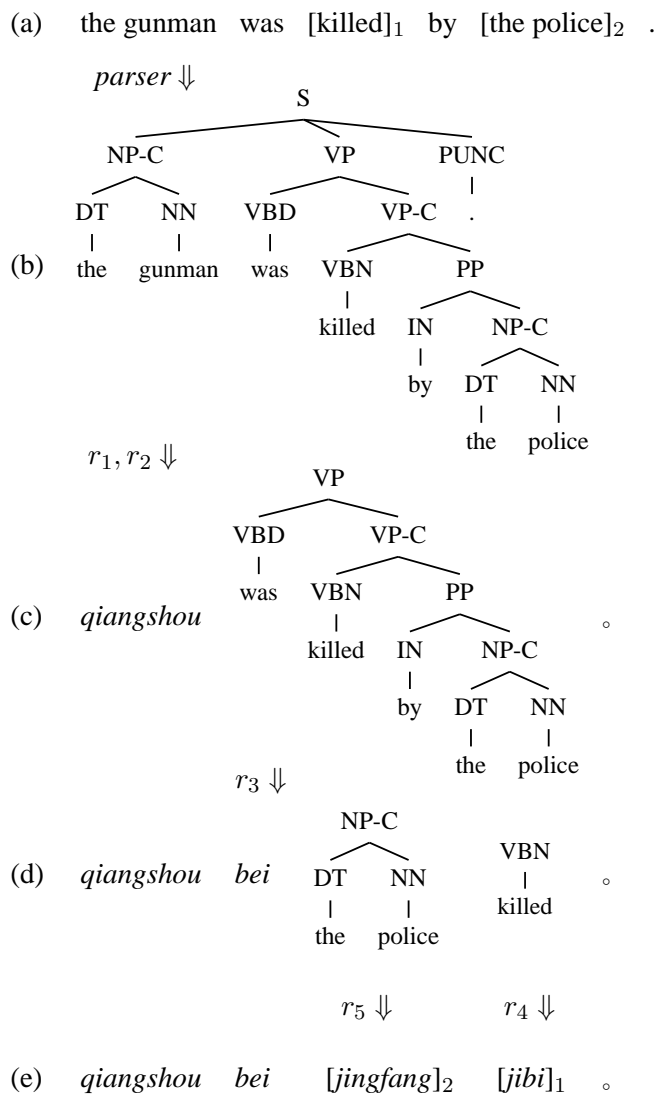 (a) the gunman was [killed]1 by [the police]2 .
parser ⇓
S
NP-C VP PUNC
DT NN VBD VP-C .
(b) the gunman was VBN PP
killed IN NP-C
by DT NN
the police
r1, r2 ⇓
VP
VBD VP-C
was VBN PP
(c) qiangshou killed IN NP-C 。
by DT NN
the police
r3 ⇓
NP-C
VBN
(d) qiangshou bei DT NN 。
killed
the police
r5 ⇓ r4 ⇓
(e) qiangshou bei [jingfang]2 [jibi]1 。